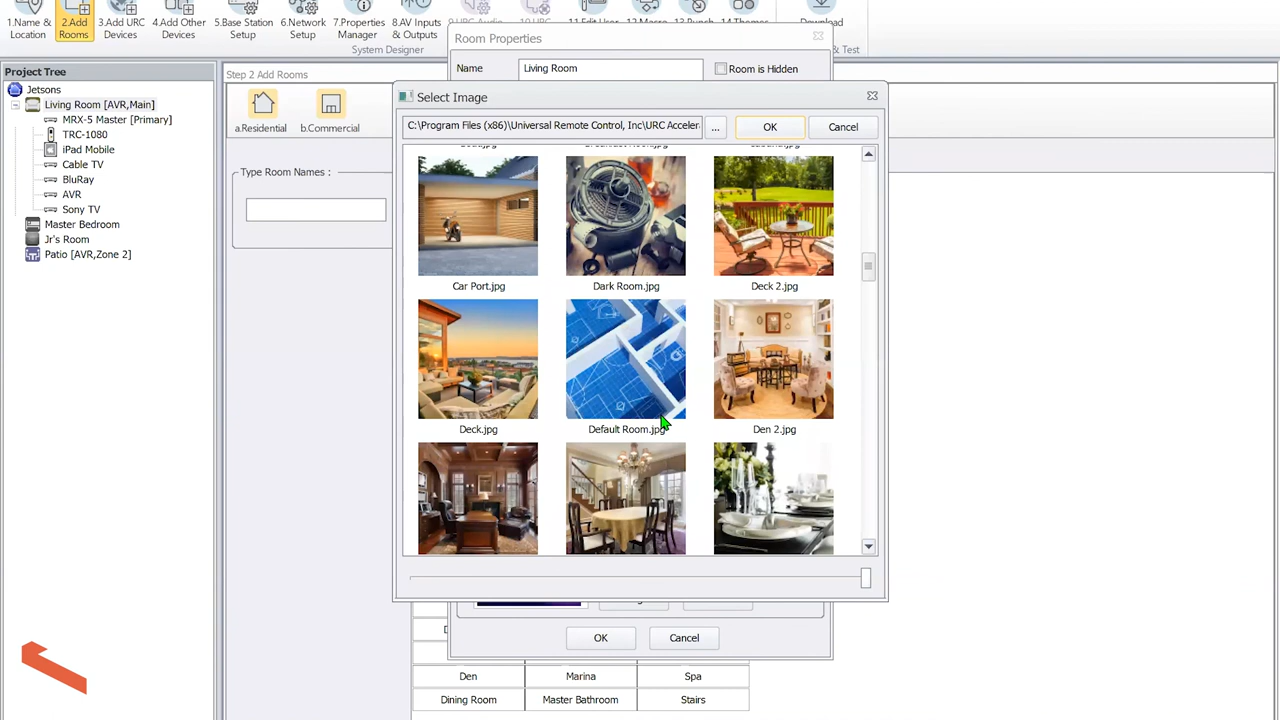 1.Name & Location
2.Add Rooms
3.Add URC Devices
4.Add Other Devices
5.Base Station Setup
6.Network Setup
7.Properties Manager
8.AV Inputs & Outputs
System Designer
Download
& Test
Project Tree
Jetsons
Living Room [AVR,Main]
MRX-5 Master [Primary]
TRC-1080
iPad Mobile
Cable TV
BluRay
AVR
Sony TV
Master Bedroom
Jr's Room
Patio [AVR,Zone 2]
Step 2 Add Rooms
a.Residential
b.Commercial
Type Room Names :
Room Properties
Name
Living Room
Room is Hidden
Select Image
C:\Program Files (x86)\Universal Remote Control, Inc\URC Acceler
...
OK
Cancel
Car Port.jpg
Dark Room.jpg
Deck 2.jpg
Deck.jpg
Default Room.jpg
Den 2.jpg
OK
Cancel
Den
Marina
Spa
Dining Room
Master Bathroom
Stairs